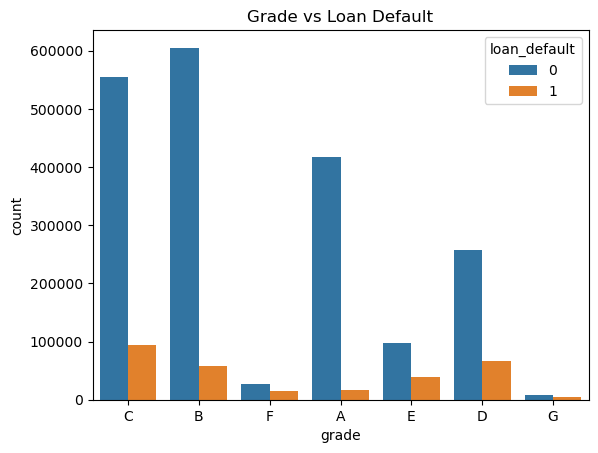 Grade vs Loan Default
loan_default
0
1
count
600000
500000
400000
300000
200000
100000
0
C B F A E D G
grade